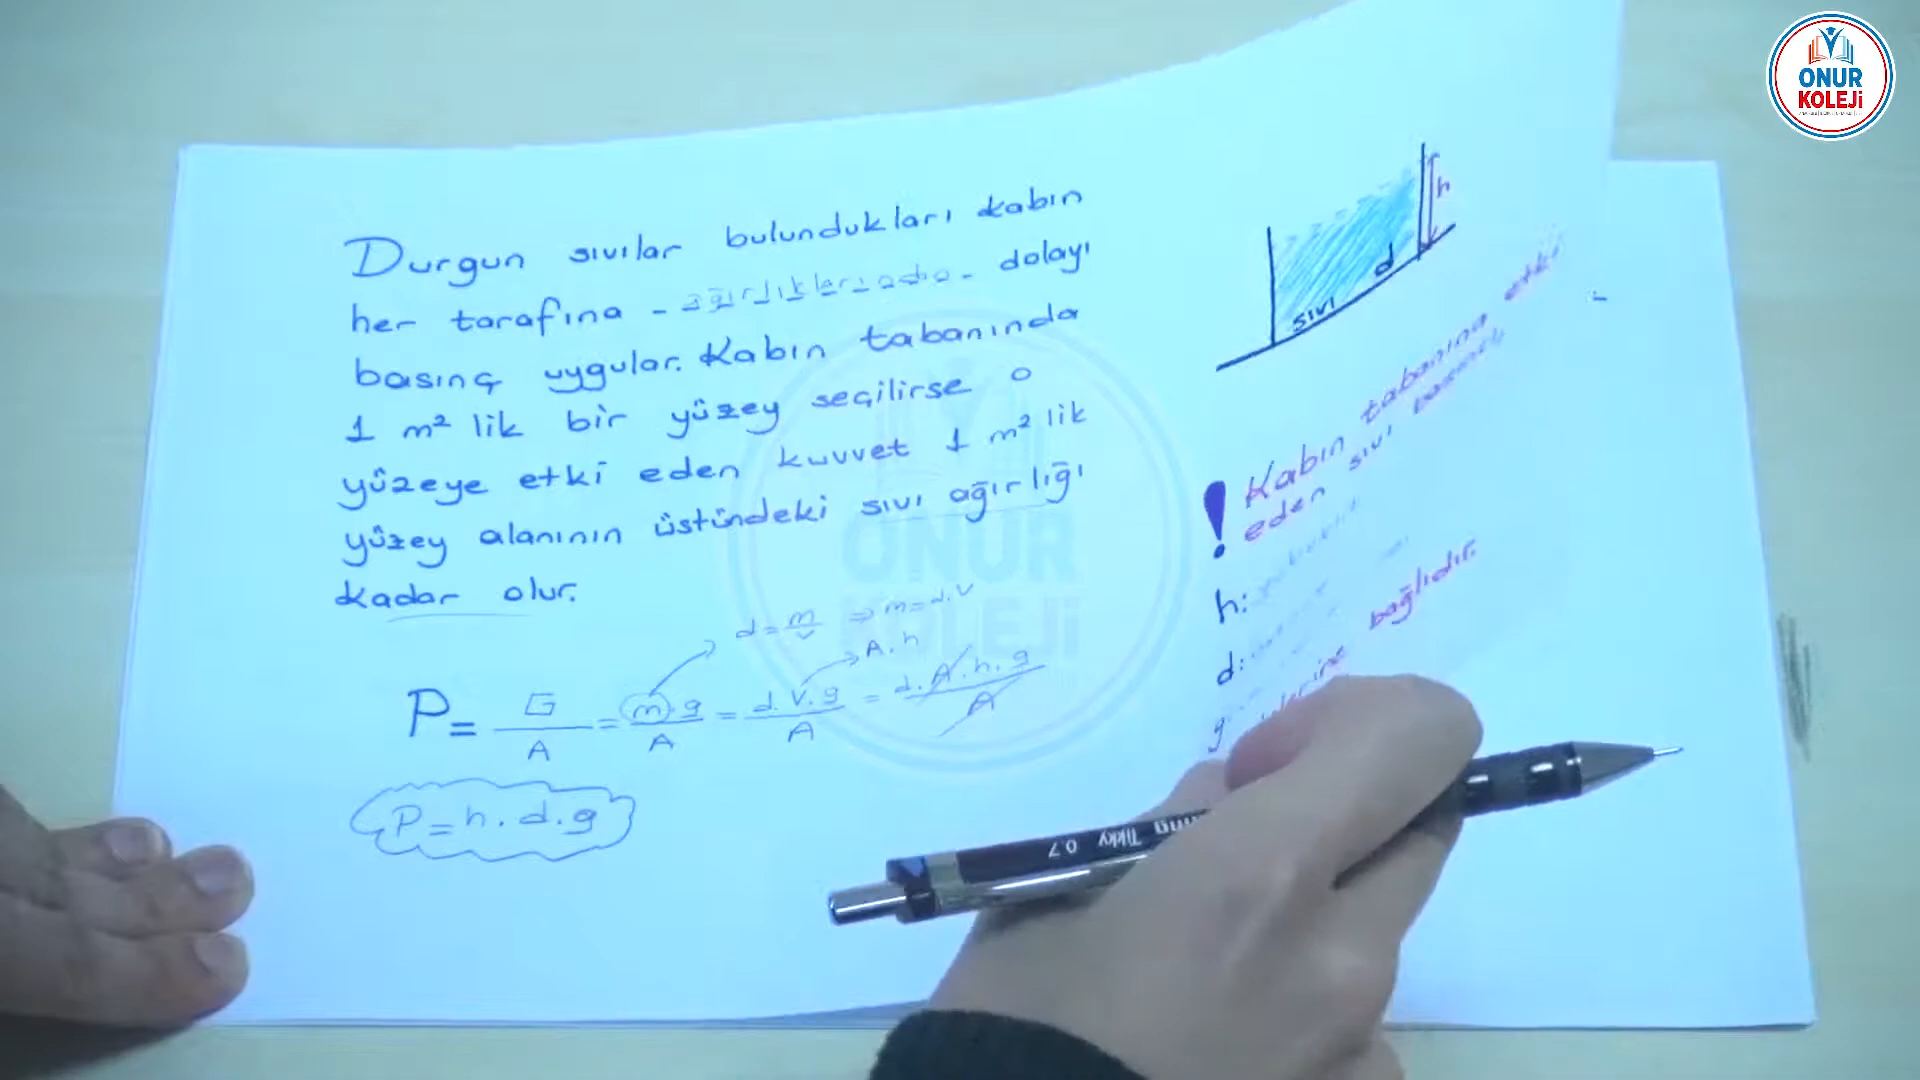 Durgun sıvılar bulundukları kabın
her tarafına - ağırlıklarından - dolayı
basınç uygular. Kabın tabanında
1 m² lik bir yüzey seçilirse o
yüzeye etki eden kuvvet 1 m² lik
yüzey alanının üstündeki sıvı ağırlığı
kadar olur.
d = m/v ⇒ m = d.V
A.h
P = G/A = m.g/A = d.V.g/A = d.A.h.g/A
P = h.d.g
h
d
sıvı
! Kabın tabanına etki
eden sıvı basıncı,
h:
d:
g
bağlıdır.
Tikky 0.7
ONUR
KOLEJİ
ONUR
KOLEJİ